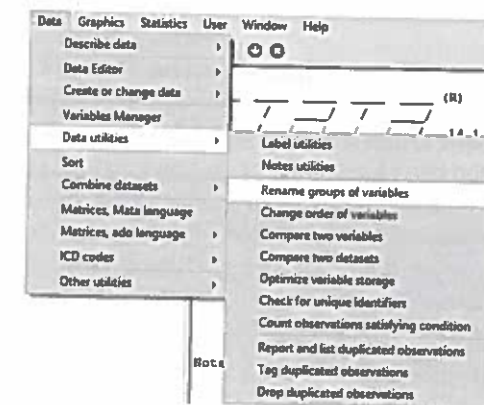 Data Graphics Statistics User Window Help
Describe data
Data Editor
Create or change data
Variables Manager
Data utilities
Sort
Combine datasets
Matrices, Mata language
Matrices, ado language
ICD codes
Other utilities
(R)
14.1
Label utilities
Notes utilities
Rename groups of variables
Change order of variables
Compare two variables
Compare two datasets
Optimize variable storage
Check for unique identifiers
Count observations satisfying condition
Report and list duplicated observations
Tag duplicated observations
Drop duplicated observations
Note